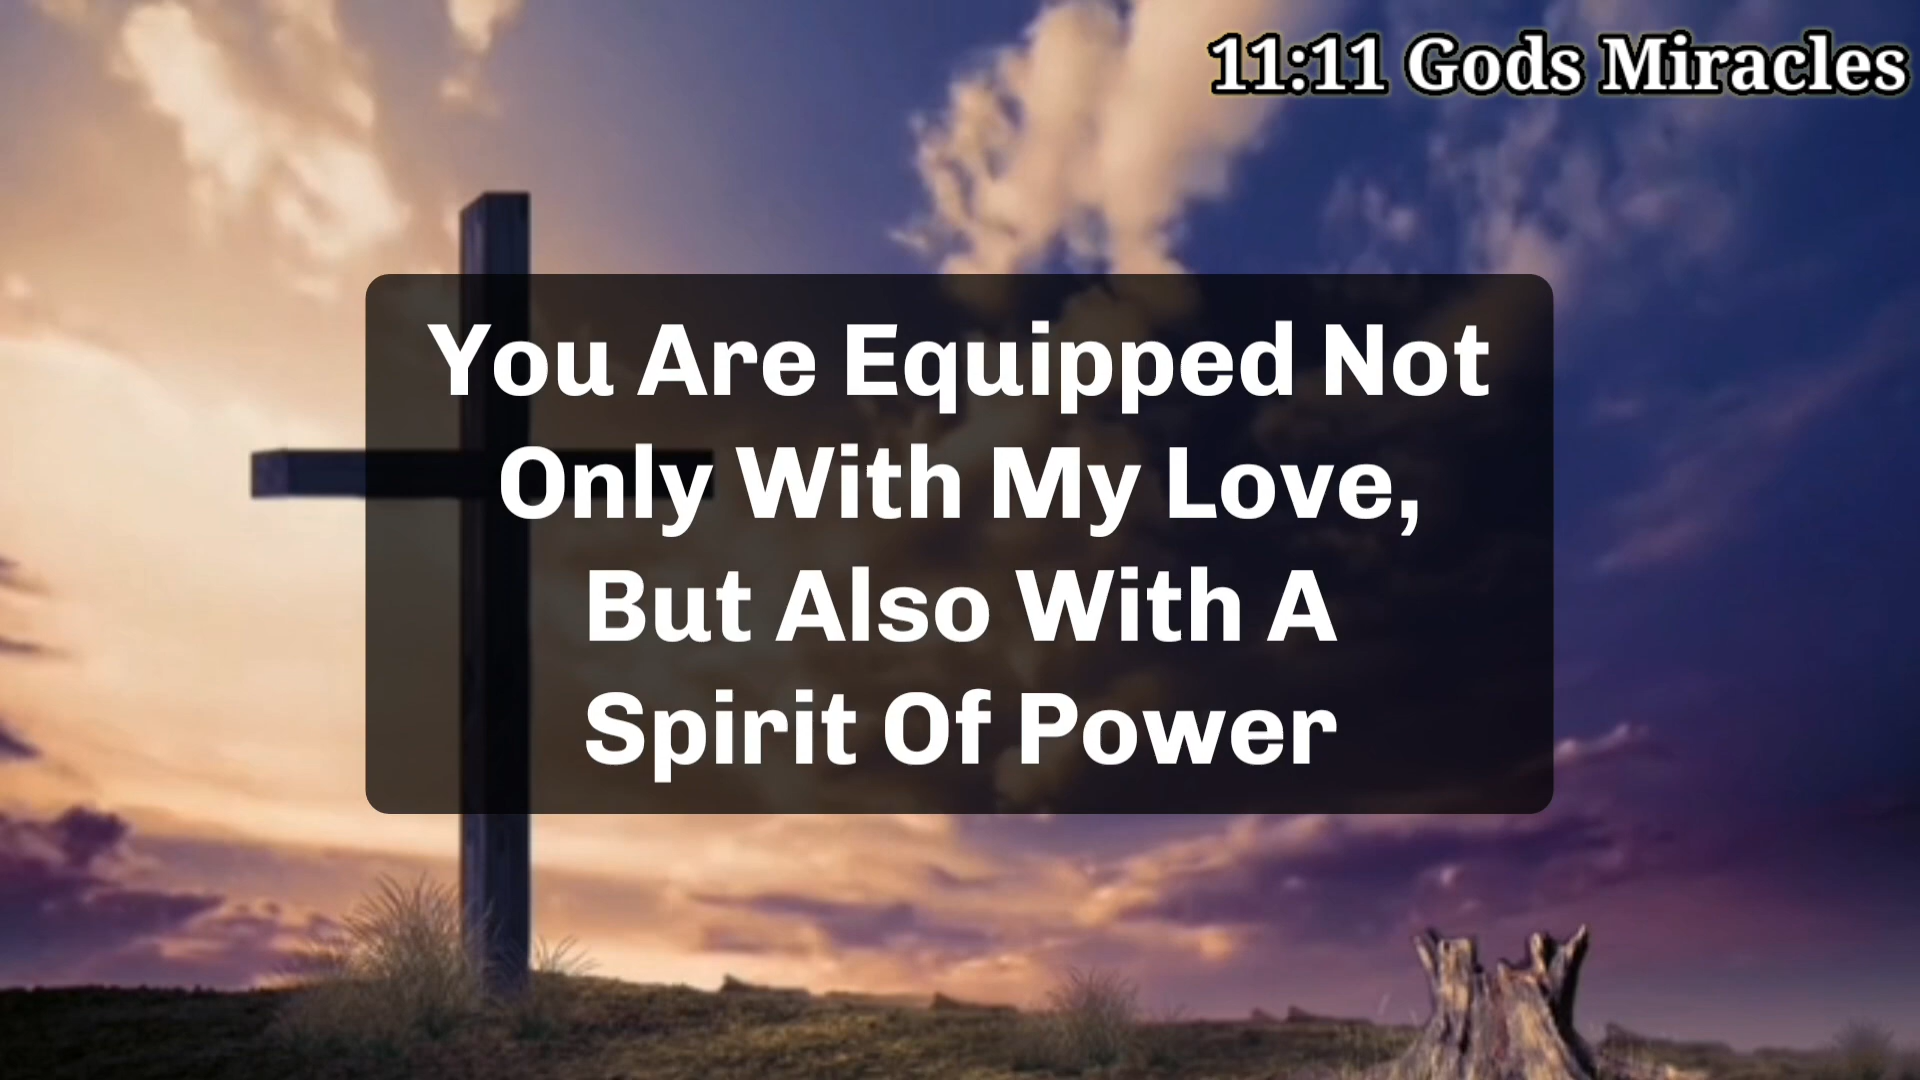 11:11 Gods Miracles
You Are Equipped Not
Only With My Love,
But Also With A
Spirit Of Power